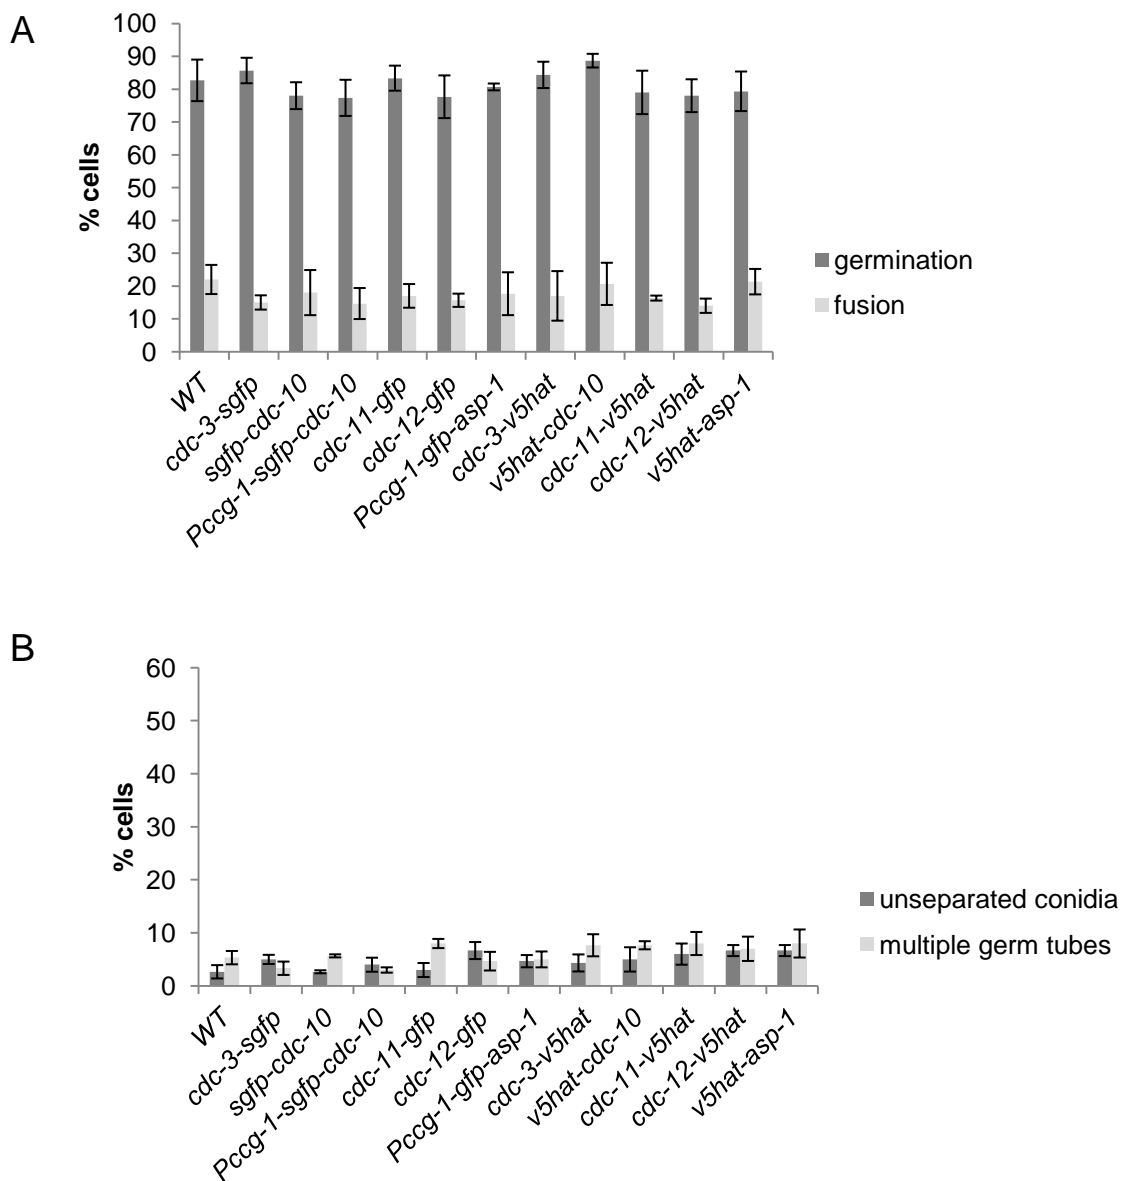 A
100
90
80
70
60
50
40
30
20
10
0
% cells
germination
fusion
WT
cdc-3-sgfp
sgfp-cdc-10
Pccg-1-sgfp-cdc-10
cdc-11-gfp
cdc-12-gfp
Pccg-1-gfp-asp-1
cdc-3-v5hat
v5hat-cdc-10
cdc-11-v5hat
cdc-12-v5hat
v5hat-asp-1
B
60
50
40
30
20
10
0
% cells
unseparated conidia
multiple germ tubes
WT
cdc-3-sgfp
sgfp-cdc-10
Pccg-1-sgfp-cdc-10
cdc-11-gfp
cdc-12-gfp
Pccg-1-gfp-asp-1
cdc-3-v5hat
v5hat-cdc-10
cdc-11-v5hat
cdc-12-v5hat
v5hat-asp-1